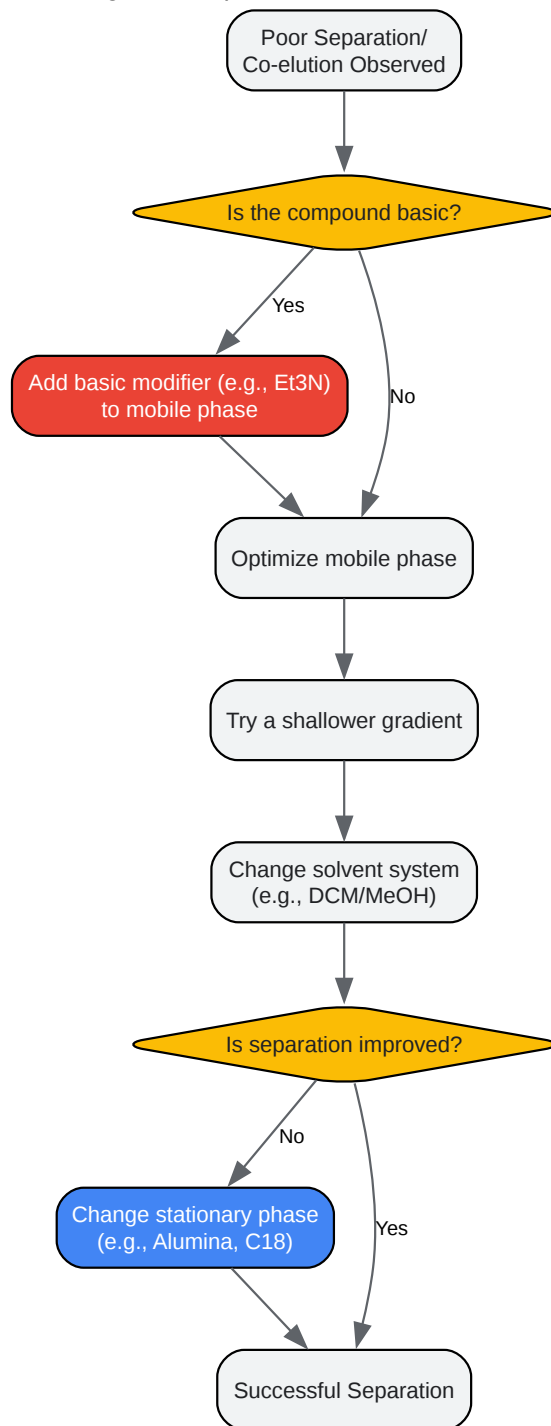 Poor Separation/
Co-elution Observed
Is the compound basic?
Yes
Add basic modifier (e.g., Et3N)
to mobile phase
No
Optimize mobile phase
Try a shallower gradient
Change solvent system
(e.g., DCM/MeOH)
Is separation improved?
No
Change stationary phase
(e.g., Alumina, C18)
Yes
Successful Separation